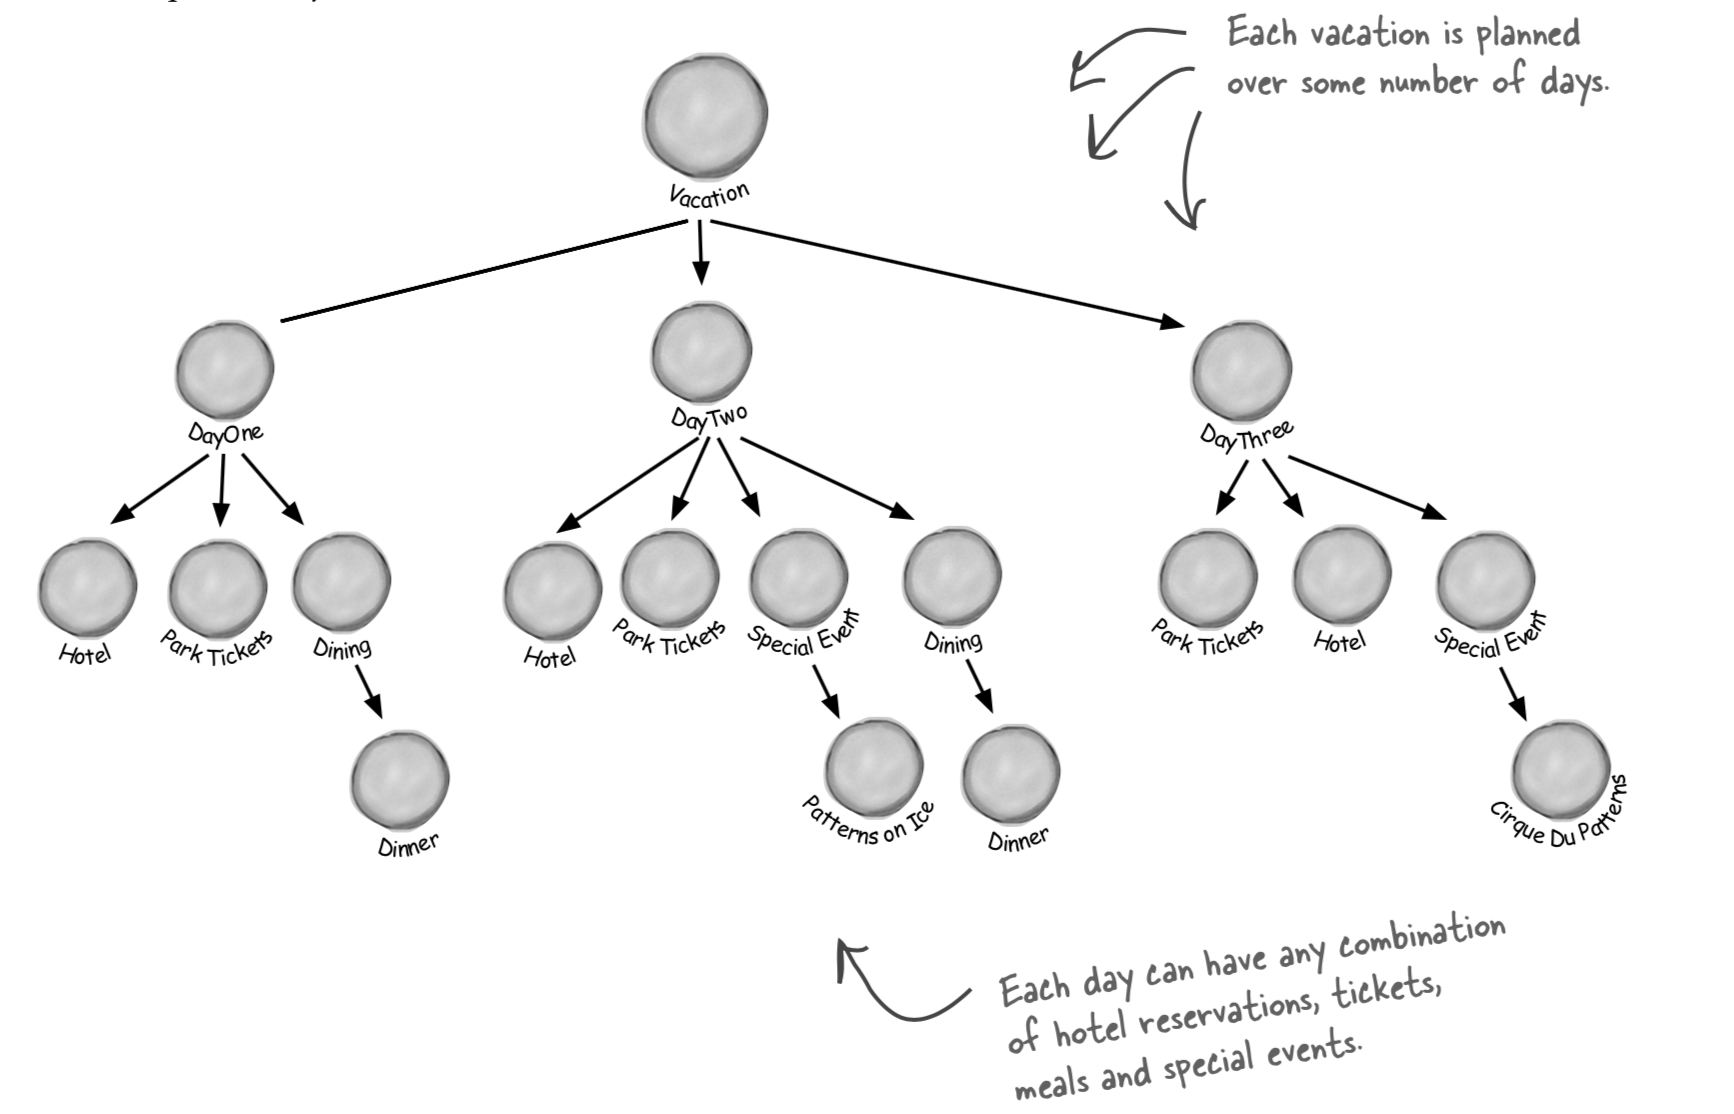 Each vacation is planned
over some number of days.
Vacation
DayOne
DayTwo
DayThree
Hotel
Park Tickets
Dining
Hotel
Park Tickets
Special Event
Dining
Park Tickets
Hotel
Special Event
Dinner
Patterns on Ice
Dinner
Cirque Du Patterns
Each day can have any combination
of hotel reservations, tickets,
meals and special events.